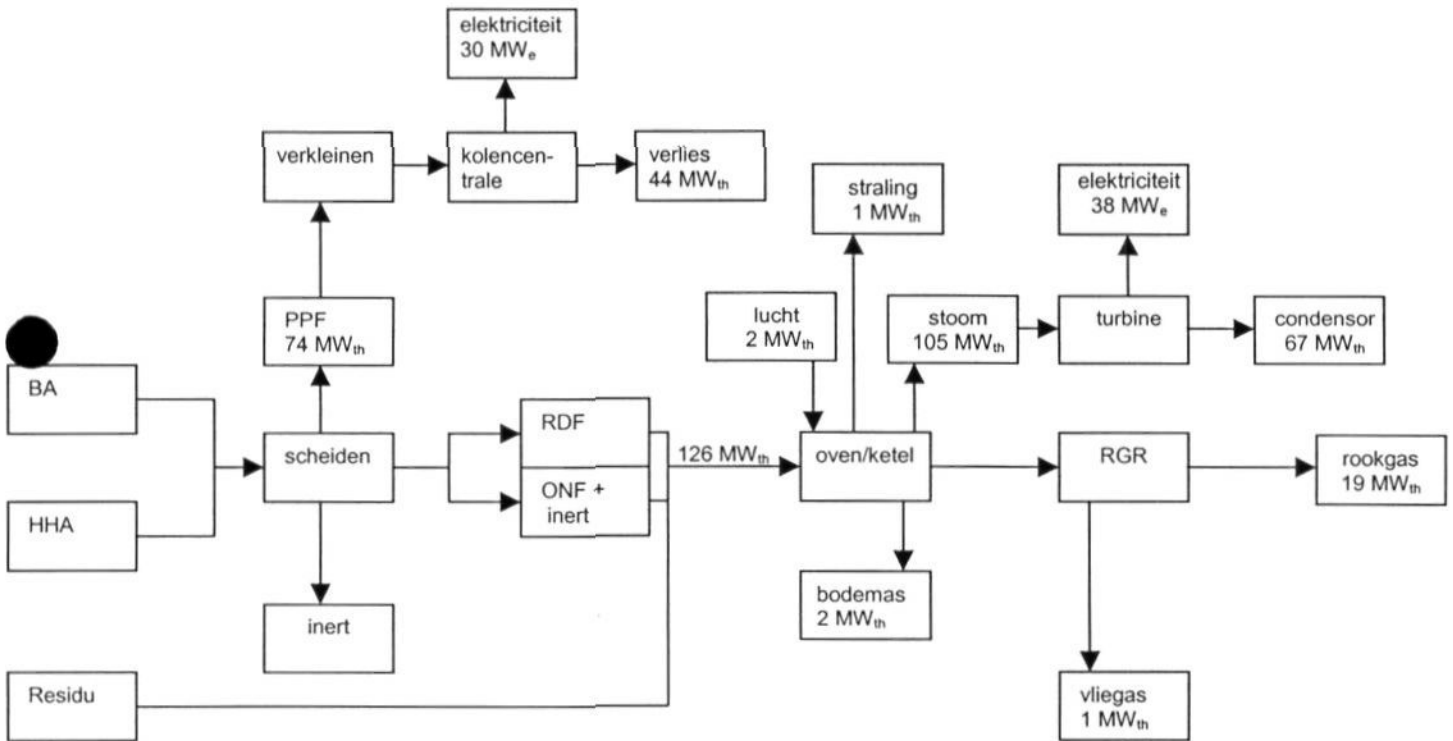 elektriciteit
30 MWe
verkleinen
kolencen-
trale
verlies
44 MWth
straling
1 MWth
elektriciteit
38 MWe
PPF
74 MWth
lucht
2 MWth
stoom
105 MWth
turbine
condensor
67 MWth
BA
scheiden
RDF
126 MWth
oven/ketel
RGR
rookgas
19 MWth
ONF +
inert
HHA
bodemas
2 MWth
inert
Residu
vliegas
1 MWth